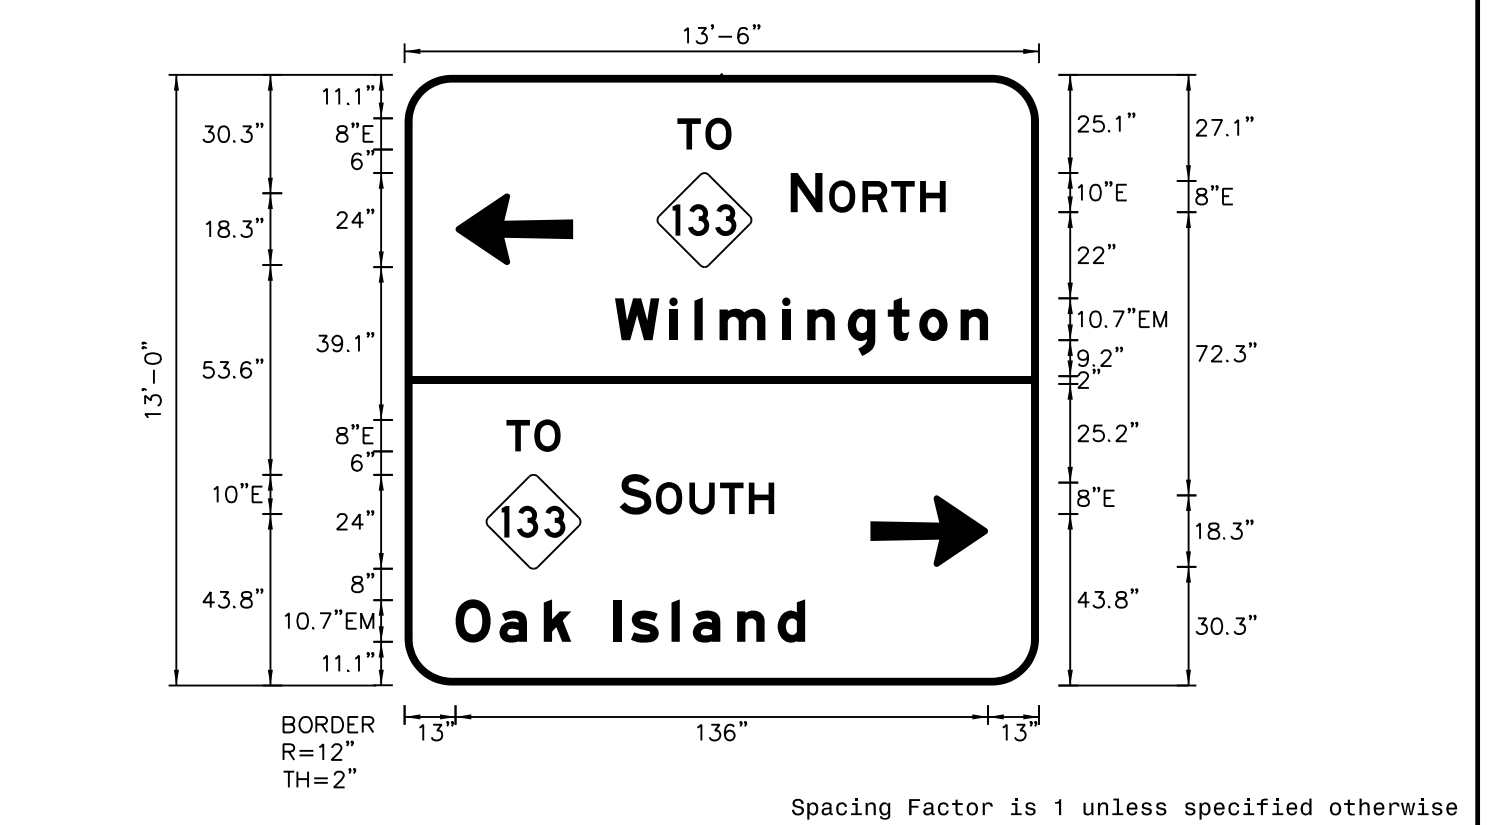 13'-6"
11.1"
30.3"
8"E
6"
18.3"
24"
13'-0"
53.6"
39.1"
8"E
6"
10"E
24"
43.8"
8"
10.7"EM
11.1"
TO
133 NORTH
Wilmington
TO
133 SOUTH
Oak Island
25.1"
27.1"
10"E
8"E
22"
10.7"EM
9.2"
72.3"
2"
25.2"
8"E
18.3"
43.8"
30.3"
13" 136" 13"
BORDER
R=12"
TH=2"
Spacing Factor is 1 unless specified otherwise